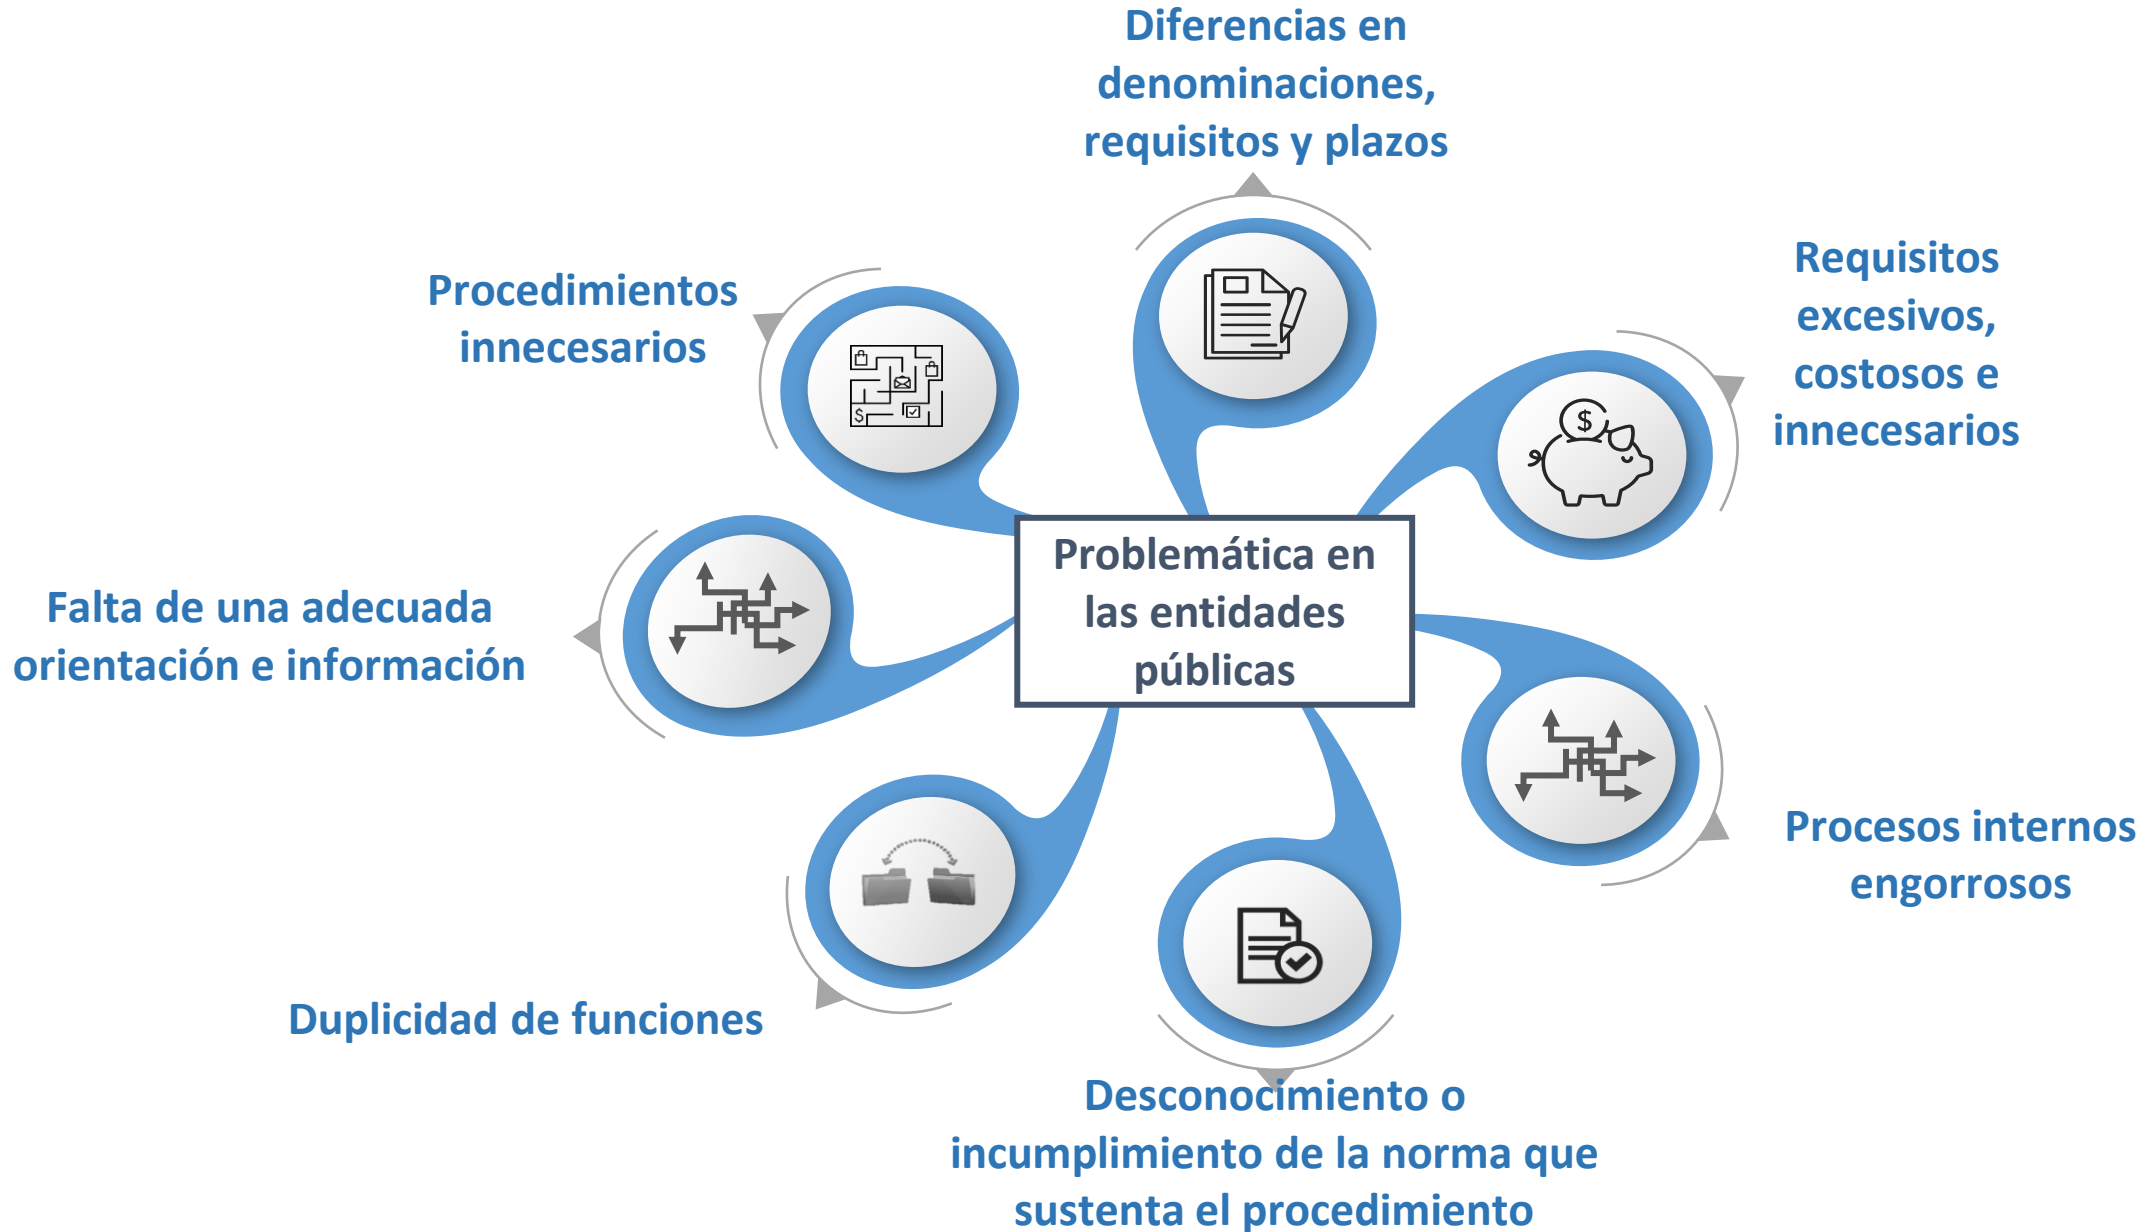 Diferencias en
denominaciones,
requisitos y plazos
Requisitos
excesivos,
costosos e
innecesarios
Procedimientos
innecesarios
$
$
Problemática en
las entidades
públicas
Falta de una adecuada
orientación e información
Procesos internos
engorrosos
Duplicidad de funciones
Desconocimiento o
incumplimiento de la norma que
sustenta el procedimiento